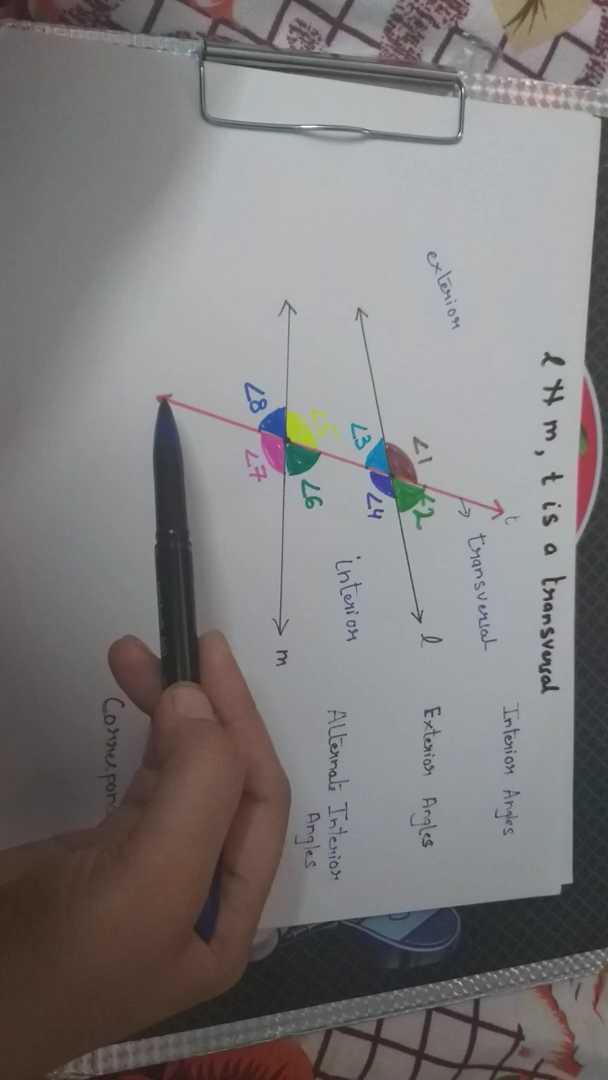 l ∦ m, t is a transversal
t
transversal
Interior Angles
exterior
∠1
∠2
l
Exterior Angles
∠3
∠4
interior
Alternate Interior
Angles
∠5
∠6
m
∠8
∠7